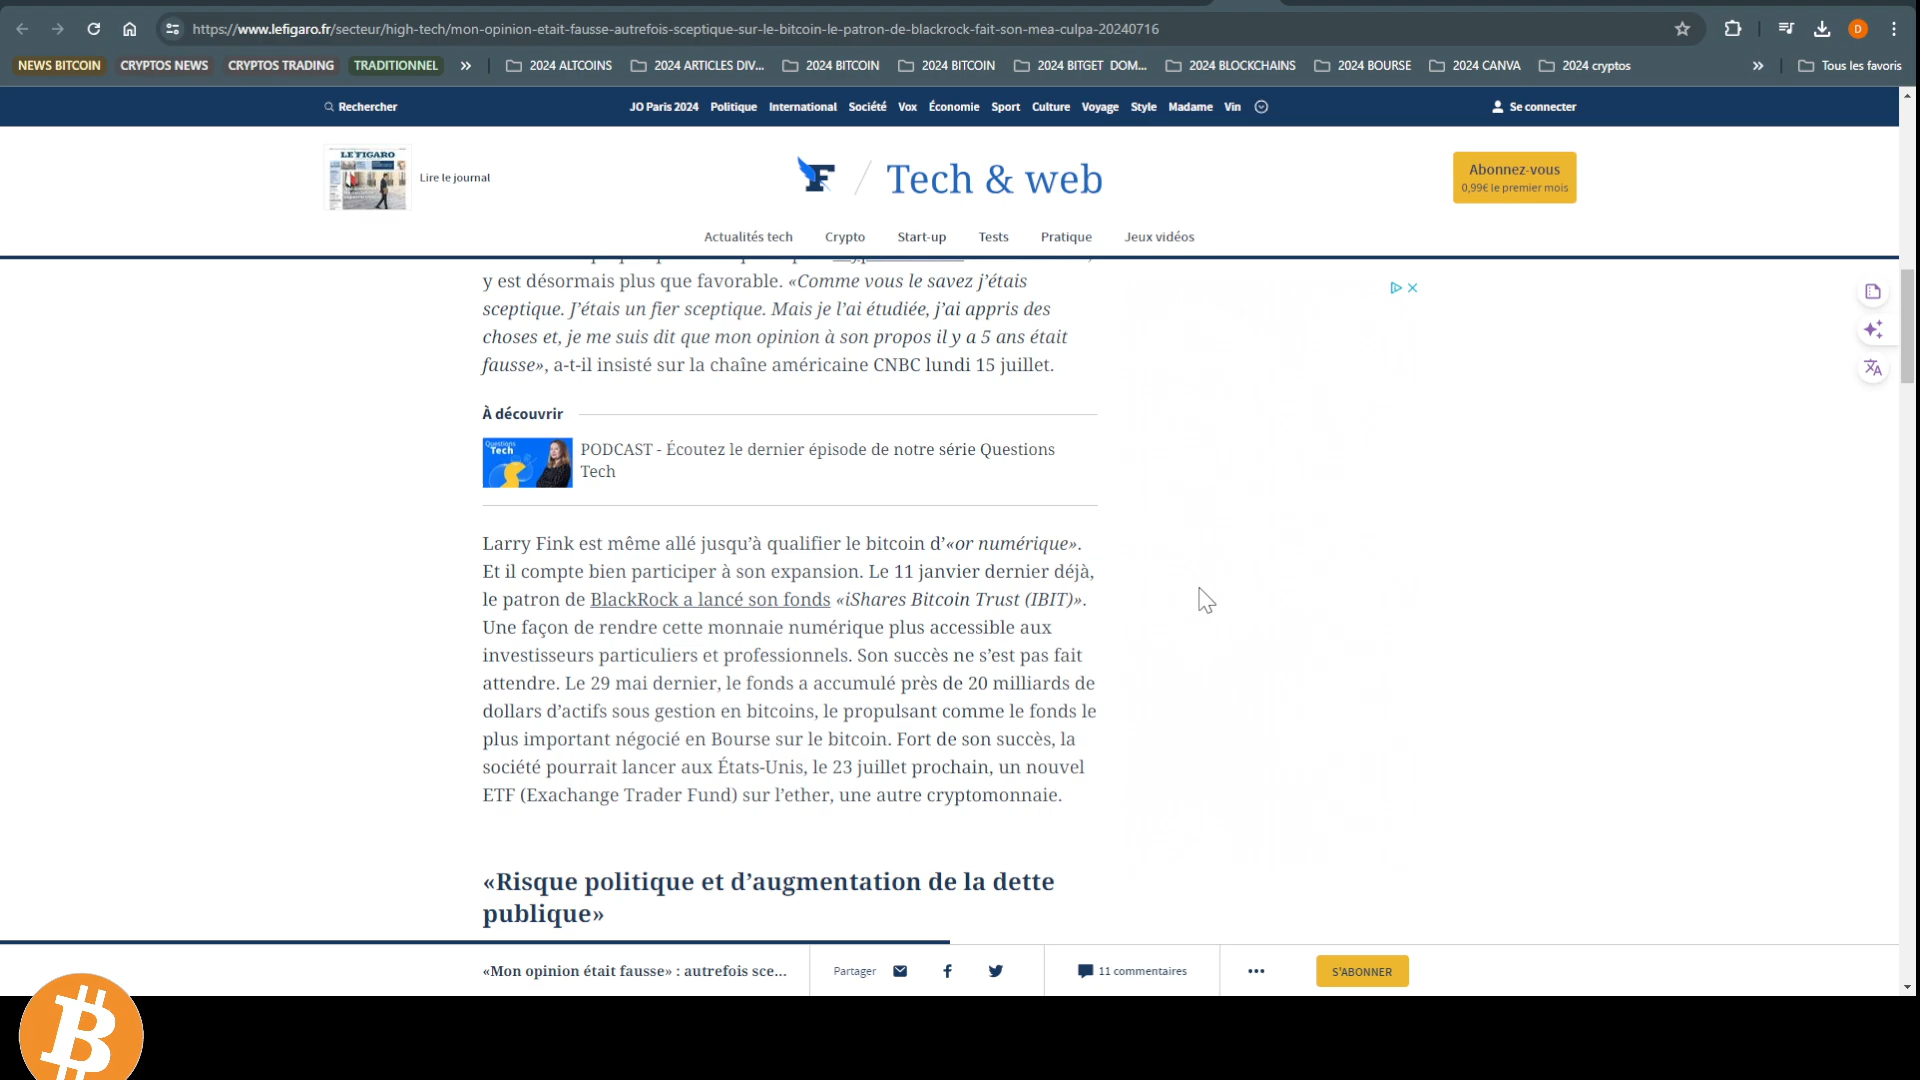 https://www.lefigaro.fr/secteur/high-tech/mon-opinion-etait-fausse-autrefois-sceptique-sur-le-bitcoin-le-patron-de-blackrock-fait-son-mea-culpa-20240716
D
NEWS BITCOIN CRYPTOS NEWS CRYPTOS TRADING TRADITIONNEL » 2024 ALTCOINS 2024 ARTICLES DIV... 2024 BITCOIN 2024 BITCOIN 2024 BITGET DOM... 2024 BLOCKCHAINS 2024 BOURSE 2024 CANVA 2024 cryptos » Tous les favoris
Rechercher JO Paris 2024 Politique International Société Vox Économie Sport Culture Voyage Style Madame Vin Se connecter
LE FIGARO
Lire le journal
F / Tech & web
Abonnez-vous
0,99€ le premier mois
Actualités tech Crypto Start-up Tests Pratique Jeux vidéos
y est désormais plus que favorable. «Comme vous le savez j’étais
sceptique. J’étais un fier sceptique. Mais je l’ai étudiée, j’ai appris des
choses et, je me suis dit que mon opinion à son propos il y a 5 ans était
fausse», a-t-il insisté sur la chaîne américaine CNBC lundi 15 juillet.
À découvrir
Questions
Tech
PODCAST - Écoutez le dernier épisode de notre série Questions
Tech
Larry Fink est même allé jusqu’à qualifier le bitcoin d’«or numérique».
Et il compte bien participer à son expansion. Le 11 janvier dernier déjà,
le patron de BlackRock a lancé son fonds «iShares Bitcoin Trust (IBIT)».
Une façon de rendre cette monnaie numérique plus accessible aux
investisseurs particuliers et professionnels. Son succès ne s’est pas fait
attendre. Le 29 mai dernier, le fonds a accumulé près de 20 milliards de
dollars d’actifs sous gestion en bitcoins, le propulsant comme le fonds le
plus important négocié en Bourse sur le bitcoin. Fort de son succès, la
société pourrait lancer aux États-Unis, le 23 juillet prochain, un nouvel
ETF (Exachange Trader Fund) sur l’ether, une autre cryptomonnaie.
«Risque politique et d’augmentation de la dette
publique»
«Mon opinion était fausse» : autrefois sce... Partager 11 commentaires ••• S'ABONNER